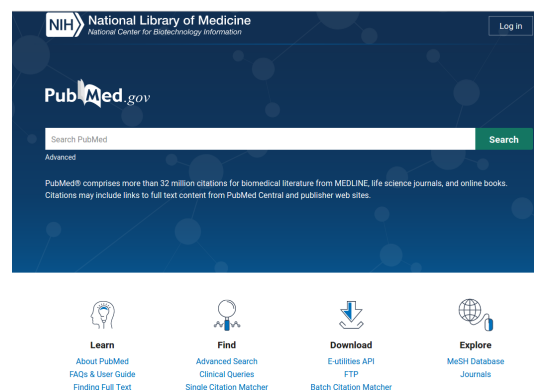 NIH National Library of Medicine
National Center for Biotechnology Information
Log in
PubMed.gov
Search PubMed
Search
Advanced
PubMed® comprises more than 32 million citations for biomedical literature from MEDLINE, life science journals, and online books.
Citations may include links to full text content from PubMed Central and publisher web sites.
Learn
About PubMed
FAQs & User Guide
Finding Full Text
Find
Advanced Search
Clinical Queries
Single Citation Matcher
Download
E-utilities API
FTP
Batch Citation Matcher
Explore
MeSH Database
Journals